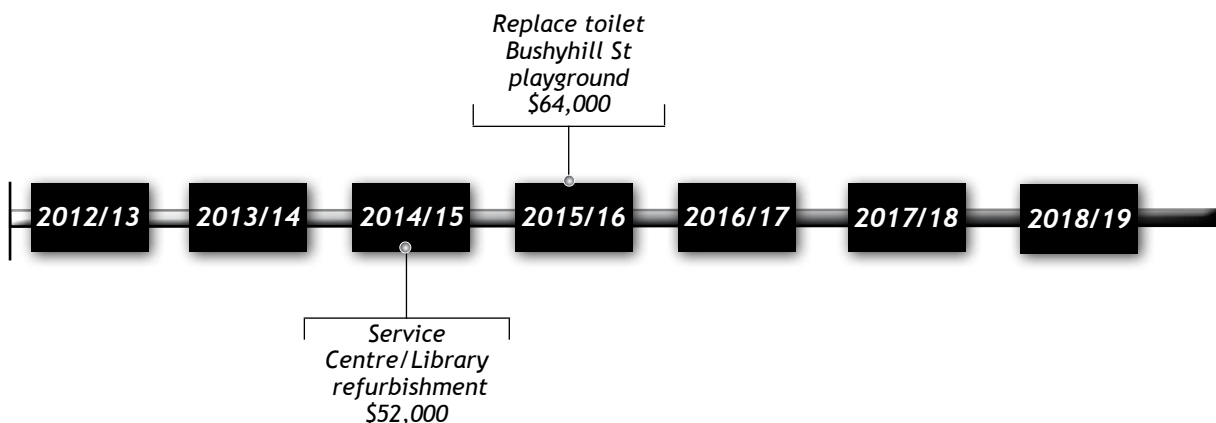 Replace toilet
Bushyhill St
playground
$64,000
2012/13
2013/14
2014/15
2015/16
2016/17
2017/18
2018/19
Service
Centre/Library
refurbishment
$52,000